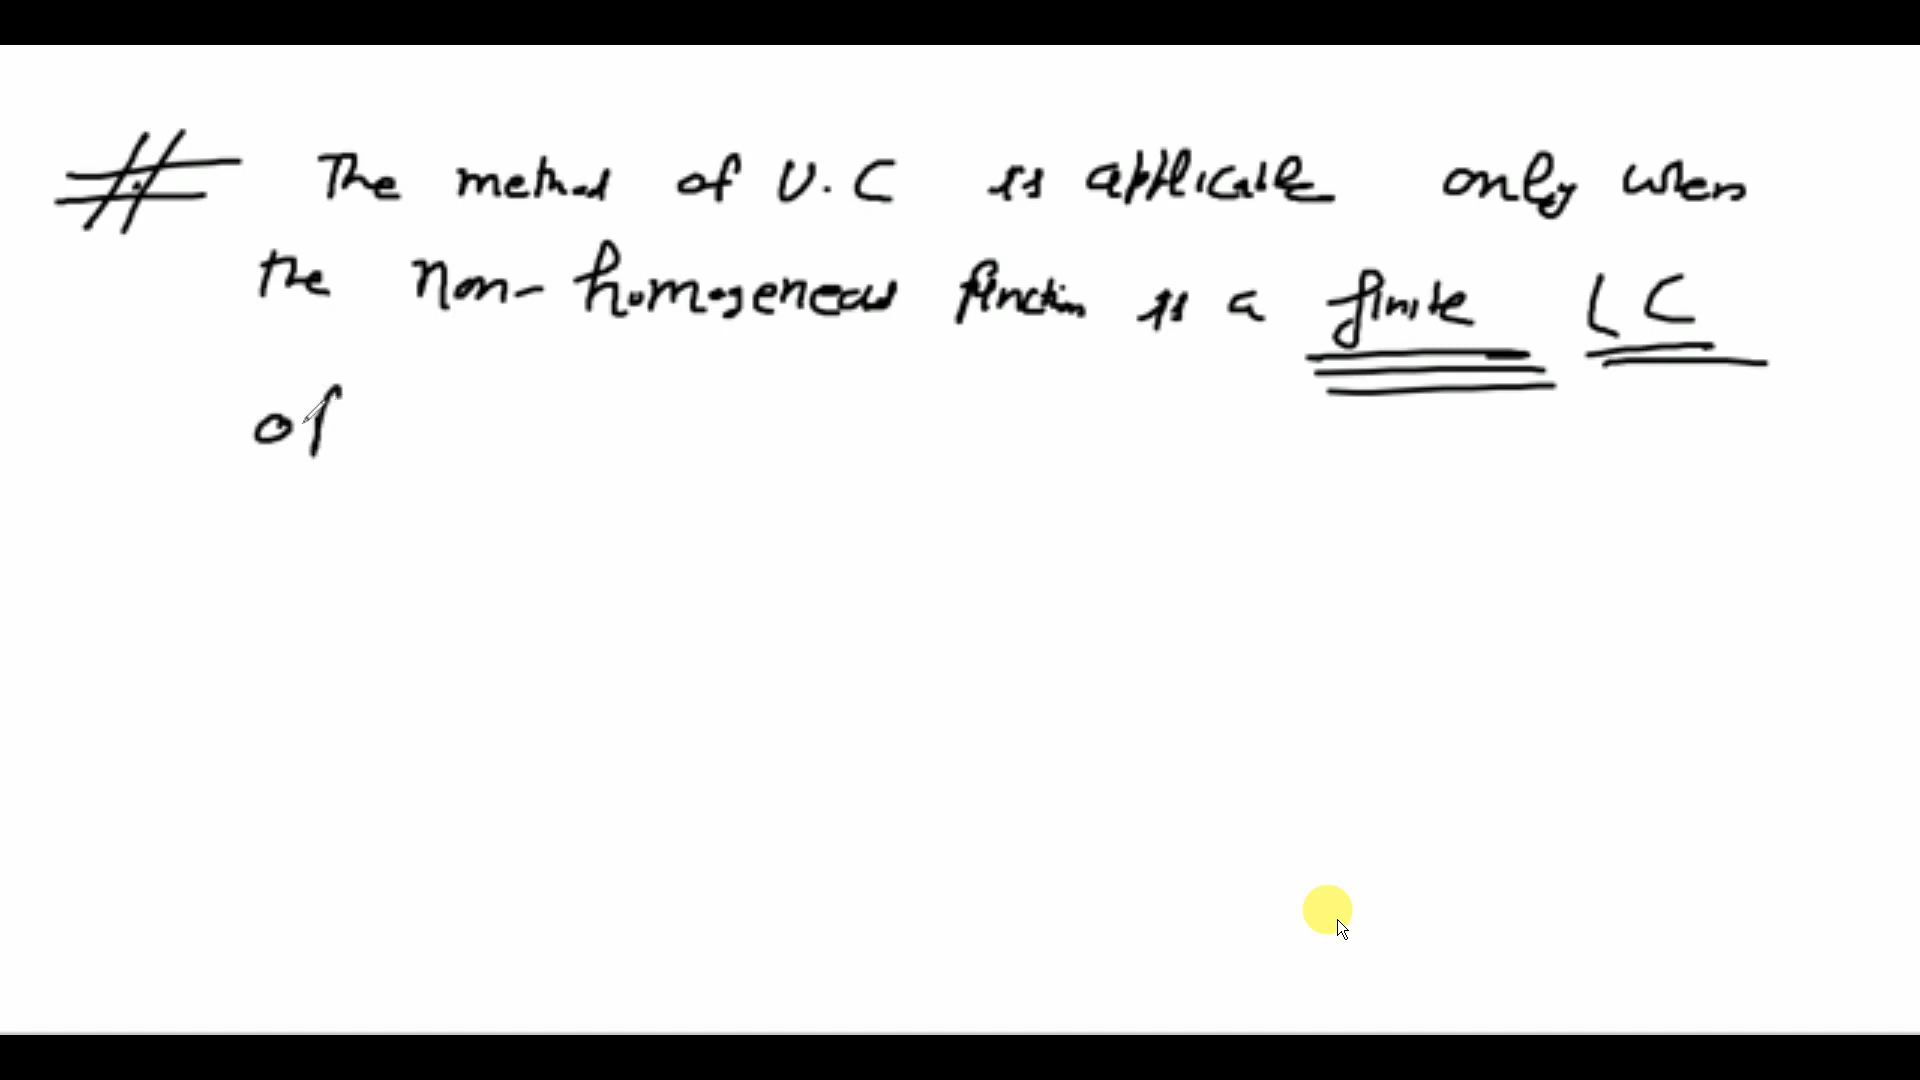 # The method of U.C is applicable only when
the non-homogeneous function is a finite LC
of